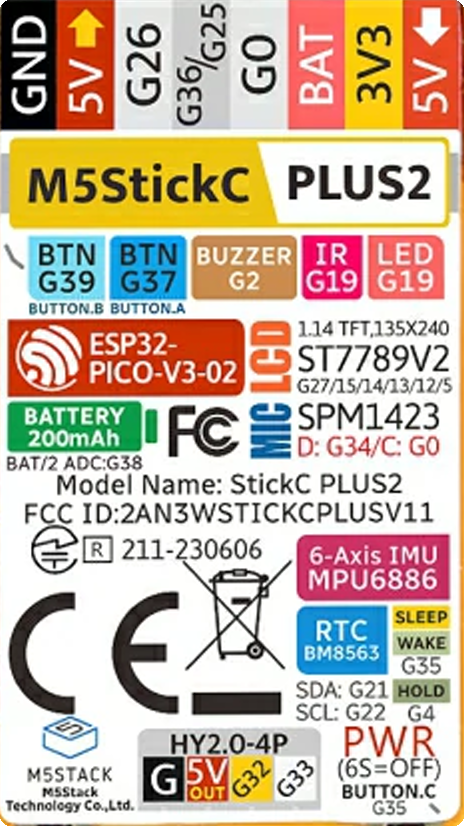 GND
5V
G26
G36/G25
G0
BAT
3V3
5V
M5StickC PLUS2
BTN G39
BUTTON.B
BTN G37
BUTTON.A
BUZZER G2
IR G19
LED G19
ESP32-
PICO-V3-02
LCD
1.14 TFT,135X240
ST7789V2
G27/15/14/13/12/5
BATTERY
200mAh
BAT/2 ADC:G38
FC
MIC
SPM1423
D: G34/C: G0
Model Name: StickC PLUS2
FCC ID:2AN3WSTICKCPLUSV11
R 211-230606
6-Axis IMU
MPU6886
CE
RTC
BM8563
SLEEP
WAKE
G35
SDA: G21
SCL: G22
HOLD
G4
M5STACK
M5Stack
Technology Co.,Ltd.
HY2.0-4P
G
5V OUT
G32
G33
PWR
(6S=OFF)
BUTTON.C
G35